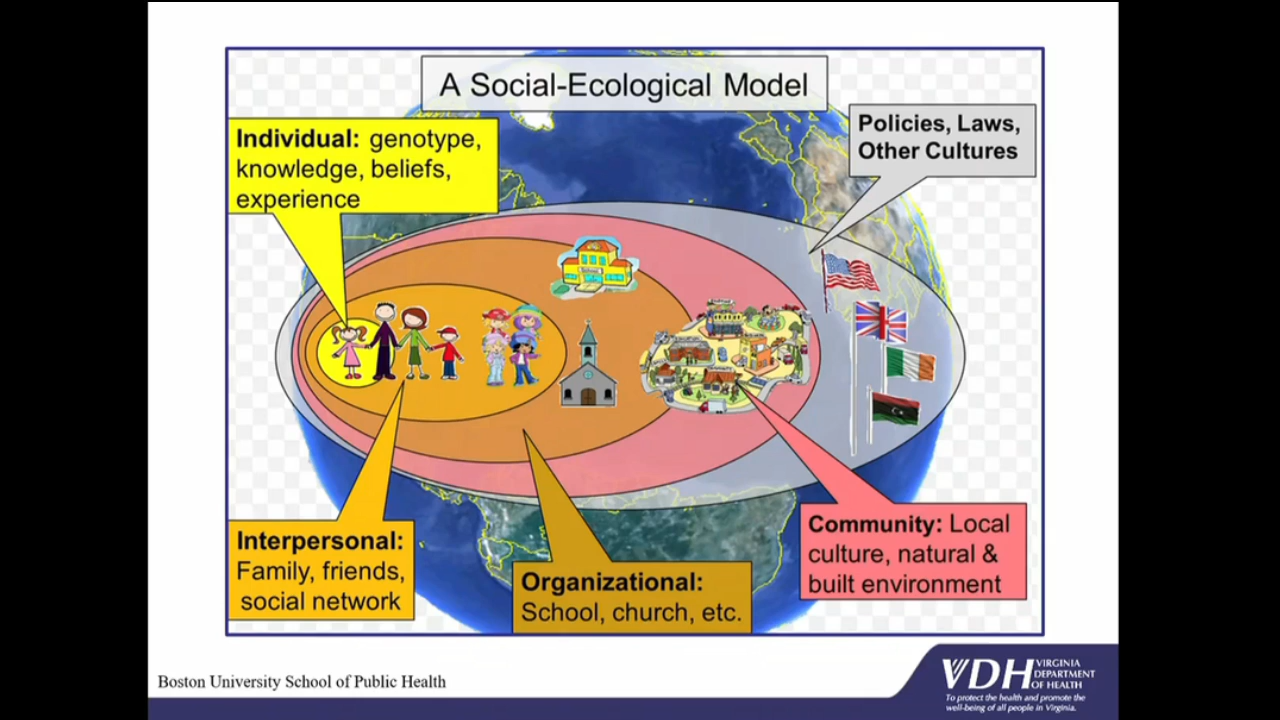 A Social-Ecological Model
Individual: genotype,
knowledge, beliefs,
experience
Policies, Laws,
Other Cultures
School
Interpersonal:
Family, friends,
social network
Organizational:
School, church, etc.
Community: Local
culture, natural &
built environment
Boston University School of Public Health
VDH VIRGINIA
DEPARTMENT
OF HEALTH
To protect the health and promote the
well-being of all people in Virginia.